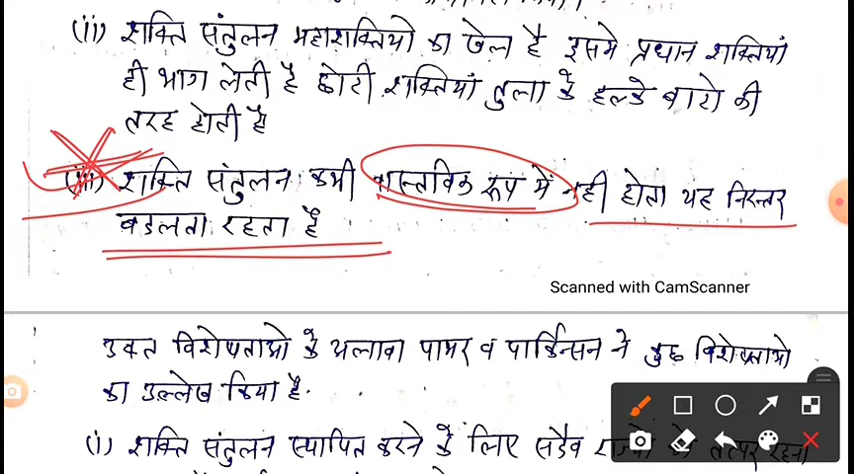 (ii) शक्ति संतुलन महाशक्तियो का खेल है इसमे प्रधान शक्तियां
ही भाग लेती है छोटी शक्तियां तुला के हल्के बाटो की
तरह होती है
(iii) शक्ति संतुलन कभी वास्तविक रूप में नही होता यह निरन्तर
बदलता रहता है
Scanned with CamScanner
उक्त विशेषताओ के अलावा पामर व पार्किन्सन ने कुछ विशेषताओ
का उल्लेख किया है.
(i) शक्ति संतुलन स्थापित करने के लिए सदैव